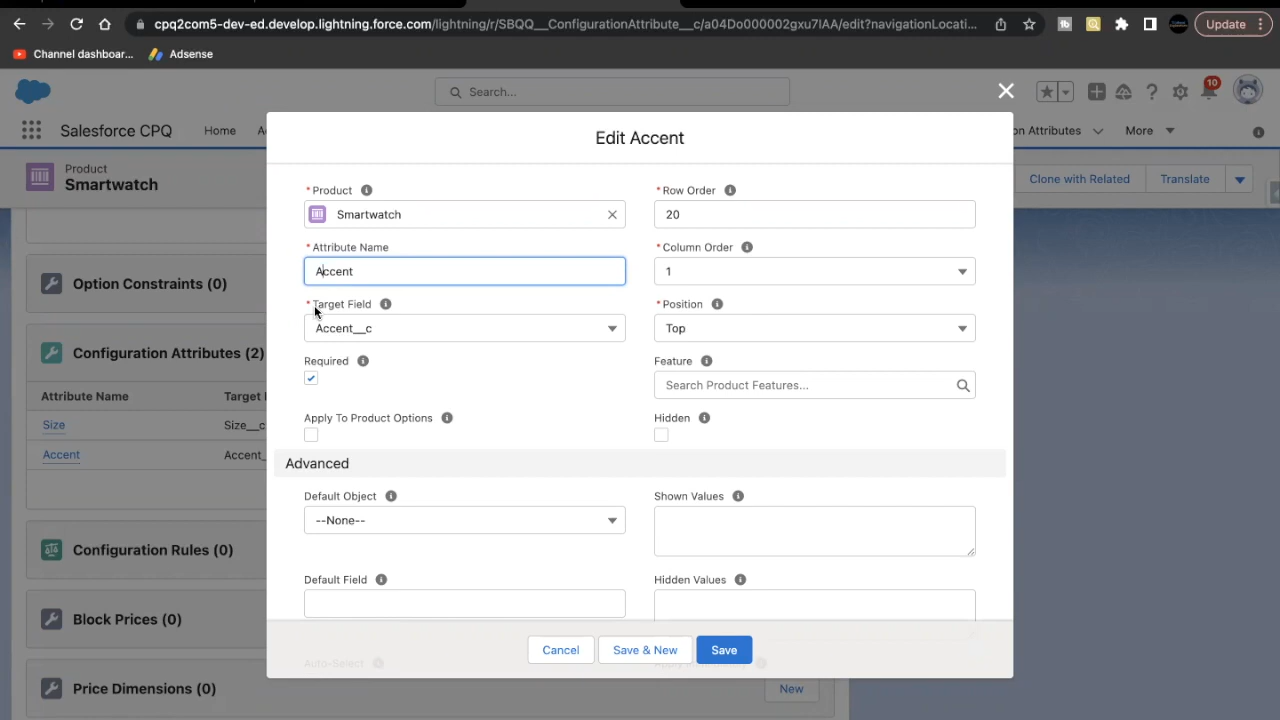 cpq2com5-dev-ed.develop.lightning.force.com/lightning/r/SBQQ__ConfigurationAttribute__c/a04Do000002gxu7IAA/edit?navigationLocati...
Update
Channel dashboar...
Adsense
Search...
10
Salesforce CPQ
Home
A
on Attributes
More
Product
Smartwatch
Clone with Related
Translate
Edit Accent
* Product
Smartwatch
* Row Order
20
* Attribute Name
Accent
* Column Order
1
* Target Field
Accent__c
* Position
Top
Required
Feature
Search Product Features...
Apply To Product Options
Hidden
Advanced
Default Object
--None--
Shown Values
Default Field
Hidden Values
Cancel
Save & New
Save
Auto-Select
Option Constraints (0)
Configuration Attributes (2)
Attribute Name
Target
Size
Size__c
Accent
Accent_
Configuration Rules (0)
Block Prices (0)
Price Dimensions (0)
New